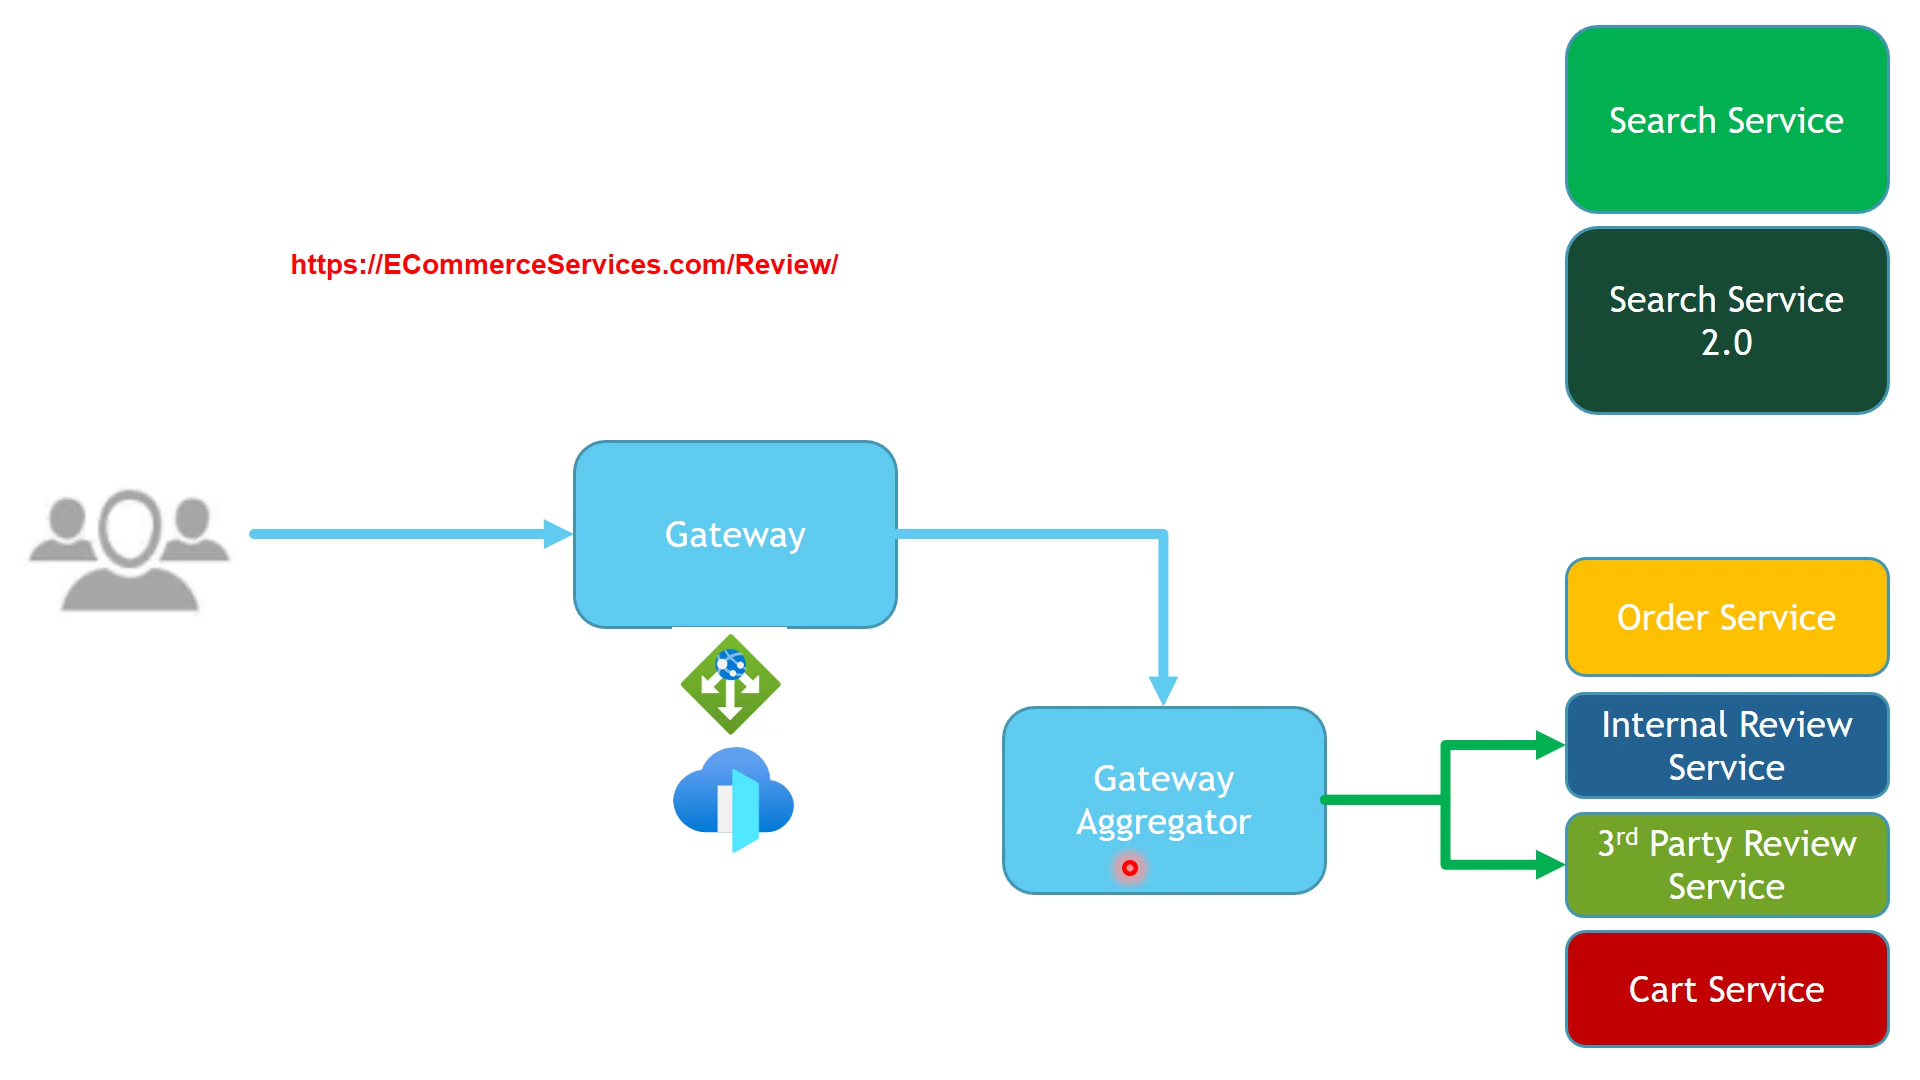 Search Service
https://ECommerceServices.com/Review/
Search Service
2.0
Gateway
Order Service
Internal Review
Service
Gateway
Aggregator
3rd Party Review
Service
Cart Service